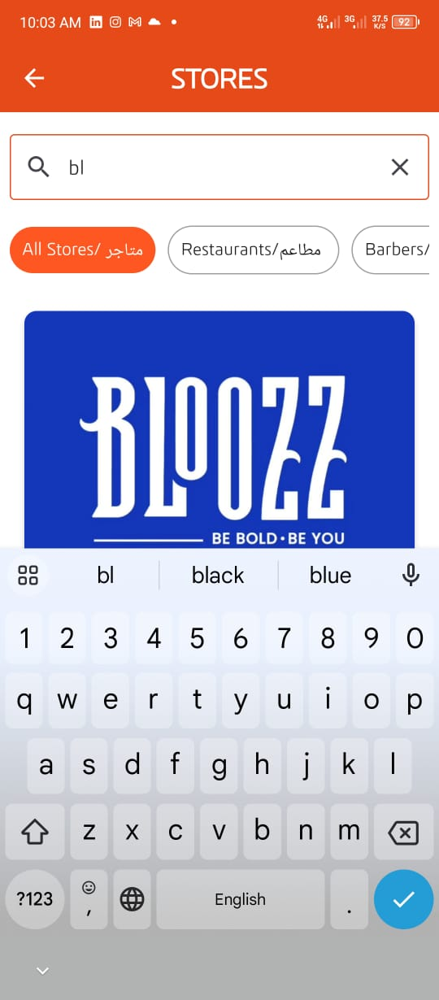 10:03 AM 4G 3G 37.5 K/S 92
STORES
bl
All Stores/ متاجر Restaurants/مطاعم Barbers/
BLOOZZ
BE BOLD • BE YOU
bl black blue
1 2 3 4 5 6 7 8 9 0
q w e r t y u i o p
a s d f g h j k l
z x c v b n m
?123 , English .